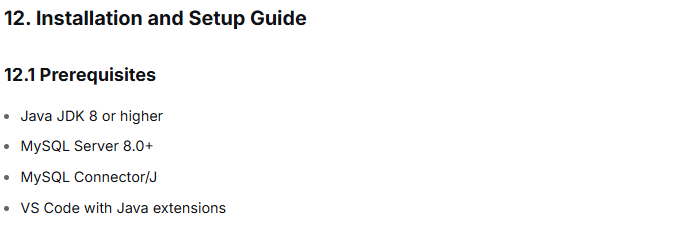 12. Installation and Setup Guide
12.1 Prerequisites
Java JDK 8 or higher
MySQL Server 8.0+
MySQL Connector/J
VS Code with Java extensions